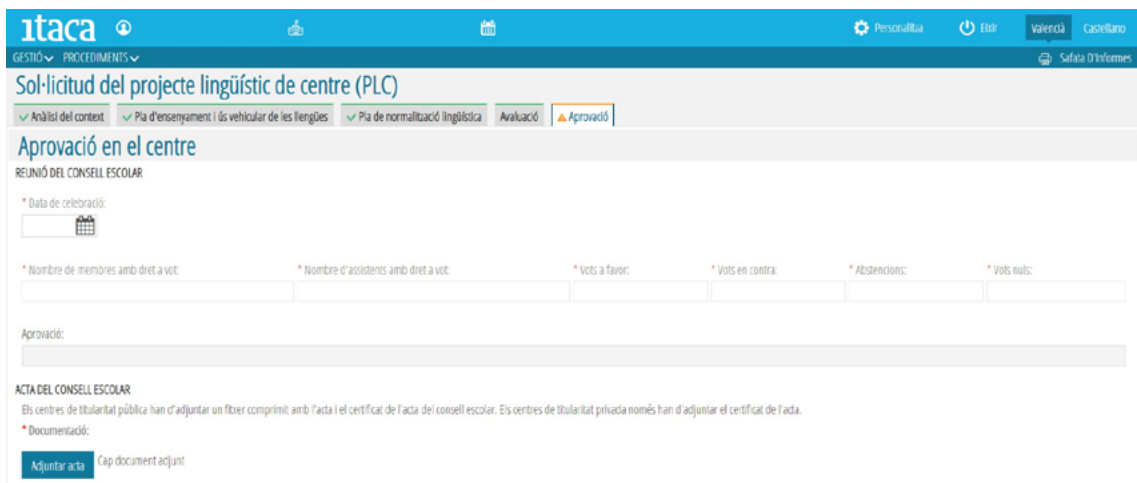 ıtaca
Personalitza Eixir Valencià Castellano
GESTIÓ PROCEDIMENTS Safata D'Informes
Sol·licitud del projecte lingüístic de centre (PLC)
Anàlisi del context Pla d'ensenyament i ús vehicular de les llengües Pla de normalització lingüística Avaluació Aprovació
Aprovació en el centre
REUNIÓ DEL CONSELL ESCOLAR
* Data de celebració:
* Nombre de membres amb dret a vot: * Nombre d'assistents amb dret a vot: * Vots a favor: * Vots en contra: * Abstencions: * Vots nuls:
Aprovació:
ACTA DEL CONSELL ESCOLAR
Els centres de titularitat pública han d'adjuntar un fitxer comprimit amb l'acta i el certificat de l'acta del consell escolar. Els centres de titularitat privada només han d'adjuntar el certificat de l'acta.
* Documentació:
Adjuntar acta Cap document adjunt